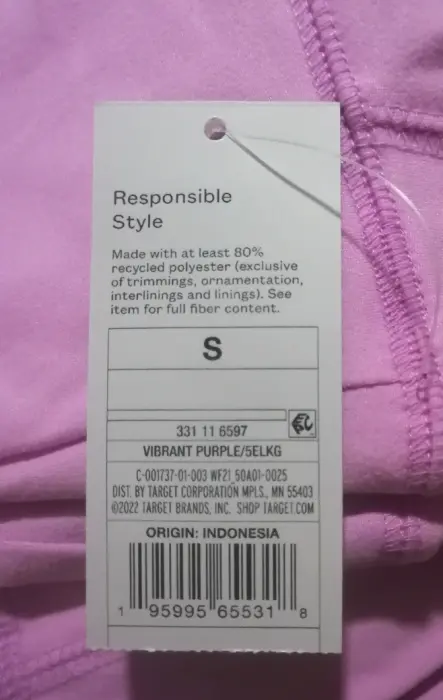 Responsible
Style
Made with at least 80%
recycled polyester (exclusive
of trimmings, ornamentation,
interlinings and linings). See
item for full fiber content.
S
331 11 6597
VIBRANT PURPLE/5ELKG
C-001737-01-003 WF21_50A01-0025
DIST. BY TARGET CORPORATION MPLS., MN 55403
©2022 TARGET BRANDS, INC. SHOP TARGET.COM
ORIGIN: INDONESIA
1 95995 65531 8